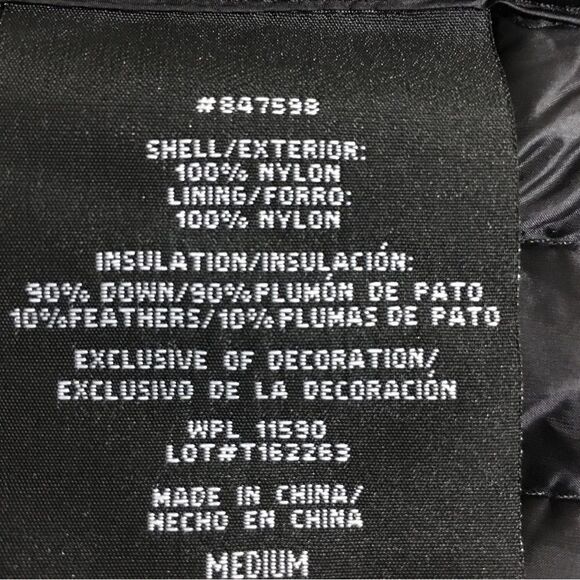 #847598
SHELL/EXTERIOR:
100% NYLON
LINING/FORRO:
100% NYLON
INSULATION/INSULACIÓN:
90% DOWN/90%PLUMÓN DE PATO
10%FEATHERS/10%PLUMAS DE PATO
EXCLUSIVE OF DECORATION/
EXCLUSIVO DE LA DECORACIÓN
WPL 11590
LOT#T162263
MADE IN CHINA/
HECHO EN CHINA
MEDIUM